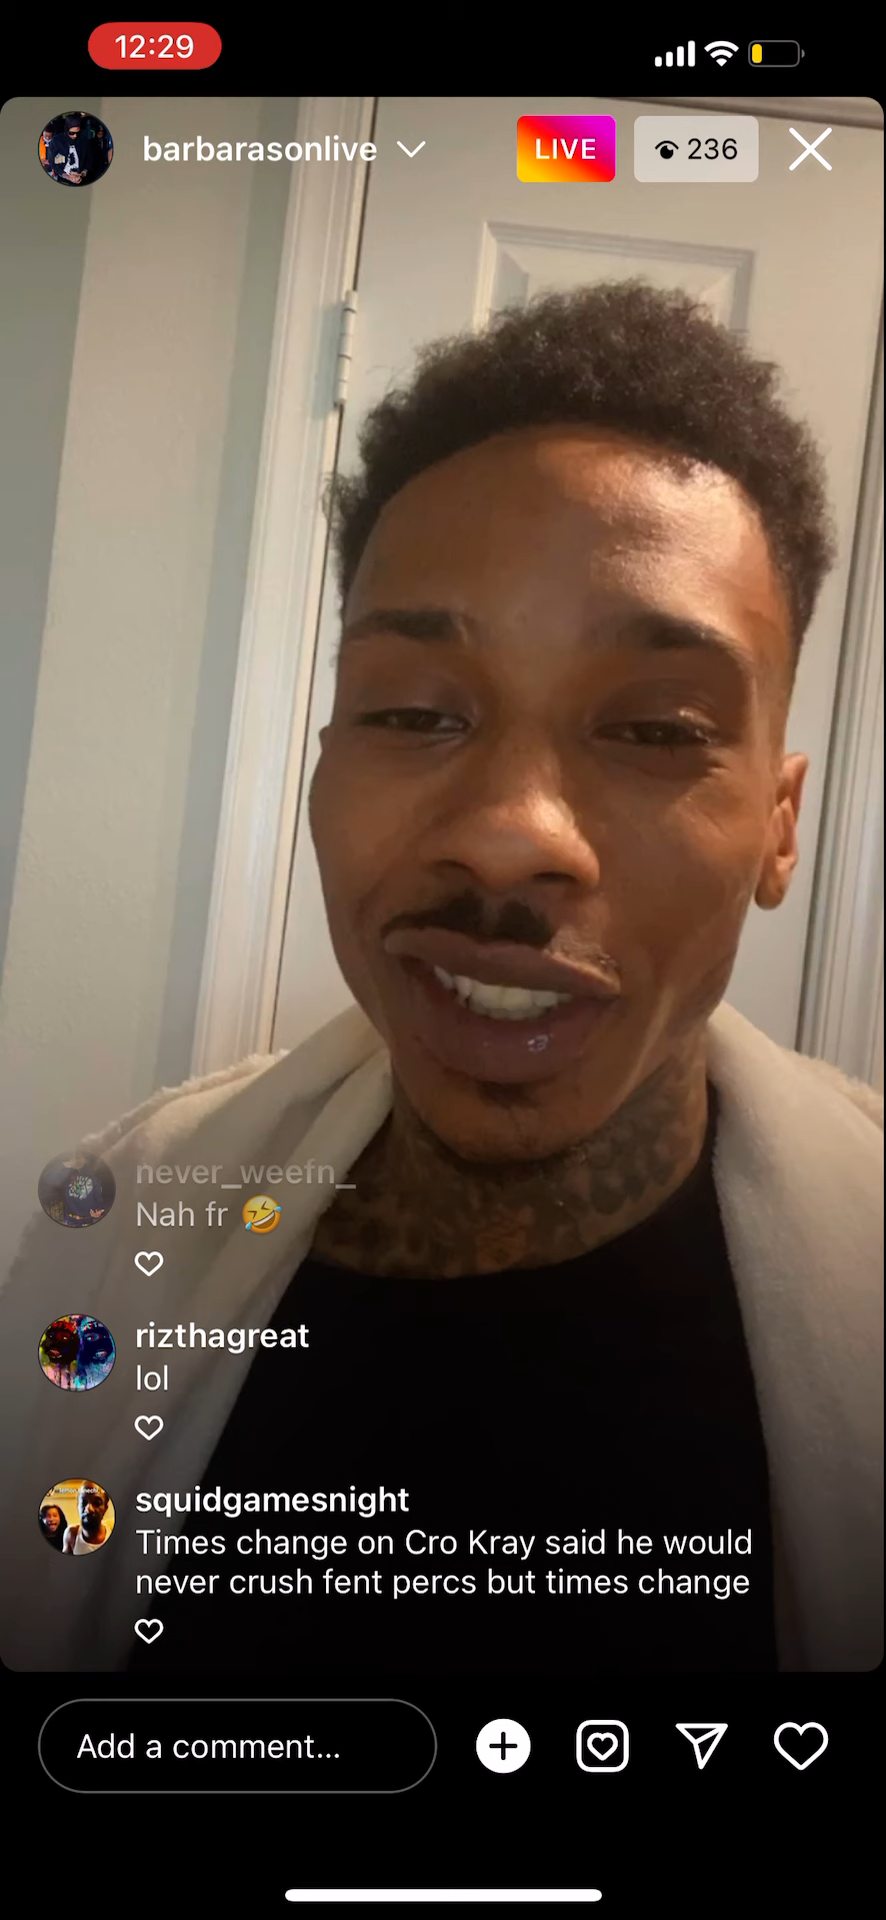 12:29
barbarasonlive
LIVE
236
never_weefn_
Nah fr 🤣
rizthagreat
lol
squidgamesnight
Times change on Cro Kray said he would
never crush fent percs but times change
Add a comment...